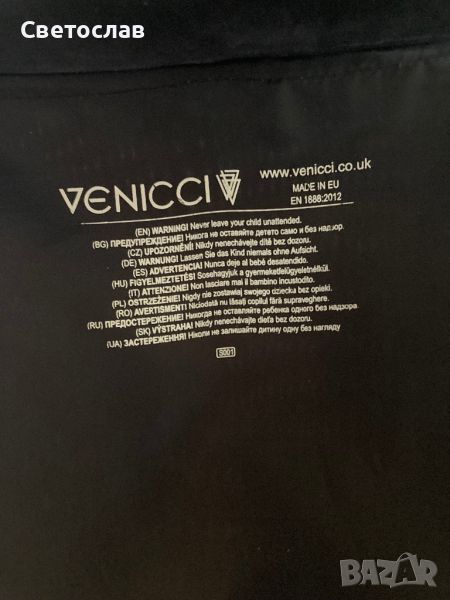 Светослав
VENICCI
www.venicci.co.uk
MADE IN EU
EN 1888:2012
(EN) WARNING! Never leave your child unattended.
(BG) ПРЕДУПРЕЖДЕНИЕ! Никога не оставяйте детето само и без надзор.
(CZ) UPOZORNĚNÍ! Nikdy nenechávejte dítě bez dozoru.
(DE) WARNUNG! Lassen Sie das Kind niemals ohne Aufsicht.
(ES) ADVERTENCIA! Nunca deje al bebé desatendido.
(HU) FIGYELMEZTETÉS! Sosehagyjuk a gyermeketfelügyeletnélkül.
(IT) ATTENZIONE! Non lasciare mai il bambino incustodito.
(PL) OSTRZEŻENIE! Nigdy nie zostawiaj swojego dziecka bez opieki.
(RO) AVERTISMENT! Niciodată nu lăsați copilul fără supraveghere.
(RU) ПРЕДОСТЕРЕЖЕНИЕ! Никогда не оставляйте ребенка одного без надзора.
(SK) VÝSTRAHA! Nikdy nenechávajte dieťa bez dozoru.
(UA) ЗАСТЕРЕЖЕННЯ! Ніколи не залишайте дитину одну без нагляду
S001
BAZAR